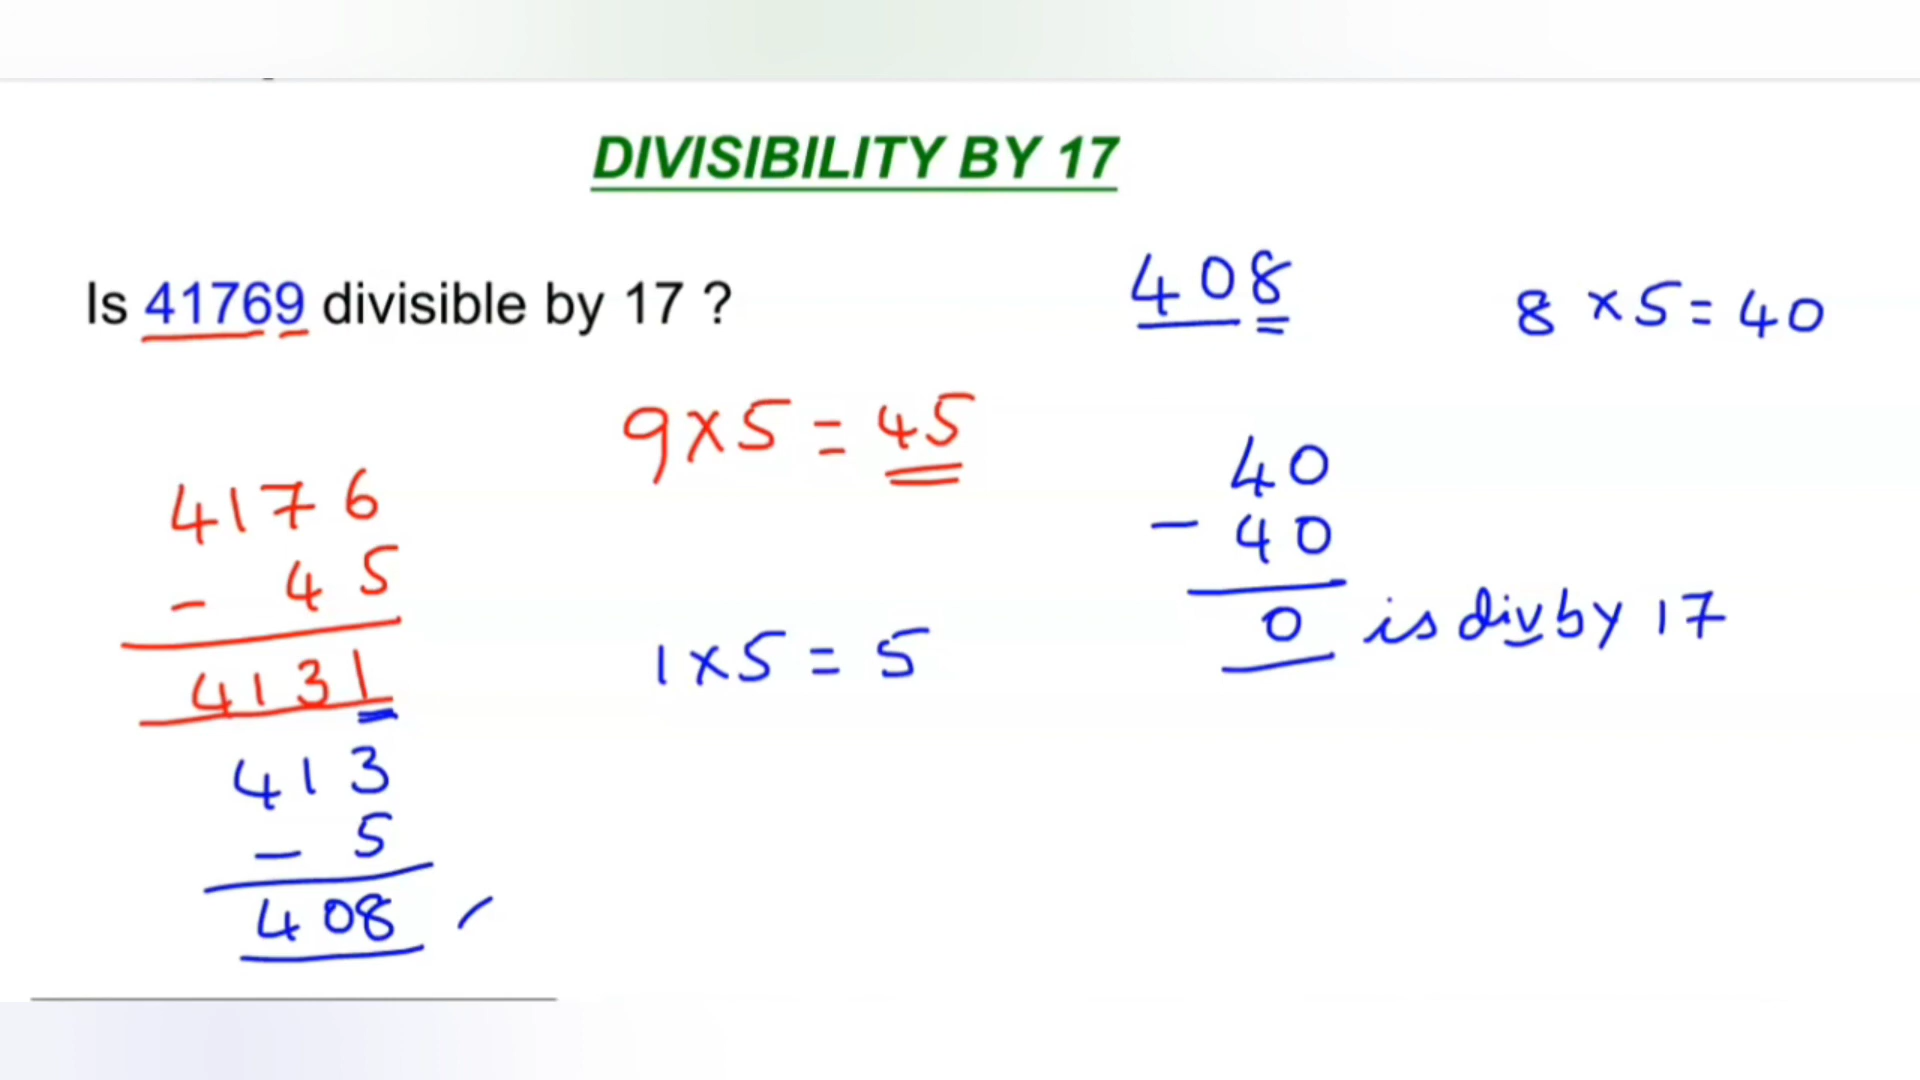 DIVISIBILITY BY 17
Is 41769 divisible by 17 ?
9 x 5 = 45
4176
- 45
4131
1 x 5 = 5
413
- 5
408
408
8 x 5 = 40
40
- 40
0 is div by 17